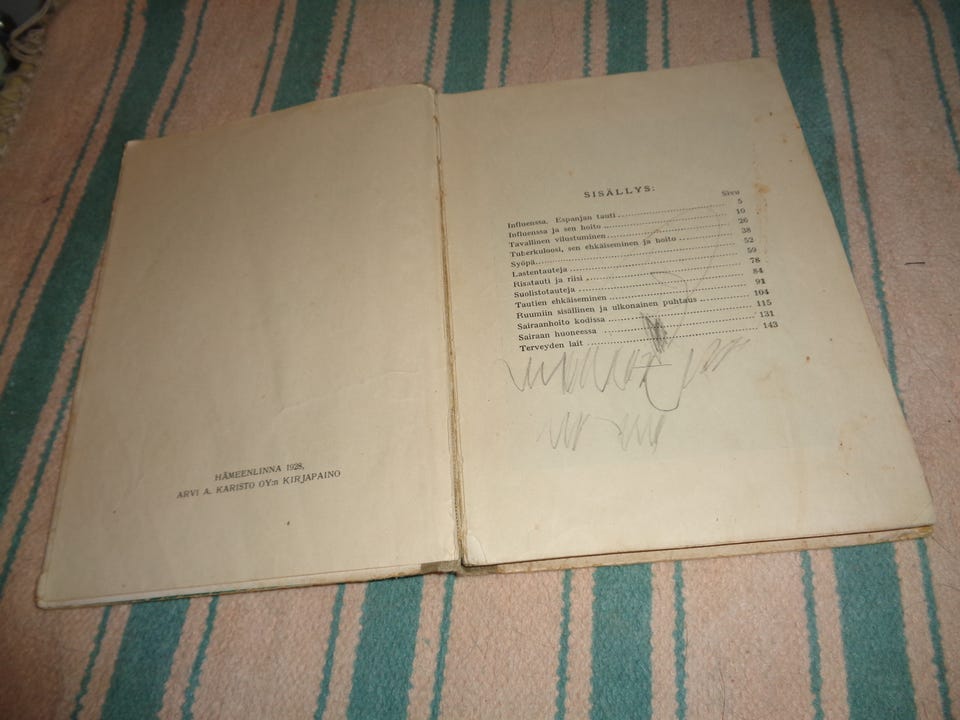 HÄMEENLINNA 1928,
ARVI A. KARISTO OY:n KIRJAPAINO
SISÄLLYS:
Sivu
Influenssa, Espanjan tauti 5
Influenssa ja sen hoito 19
Tavallinen vilustuminen 26
Tuberkuloosi, sen ehkäiseminen ja hoito 38
Syöpä 52
Lastentauteja 59
Risatauti ja riisi 78
Suolistotauteja 84
Tautien ehkäiseminen 91
Ruumiin sisällinen ja ulkonainen puhtaus 104
Sairaanhoito kodissa 115
Sairaan huoneessa 131
Terveyden lait 143